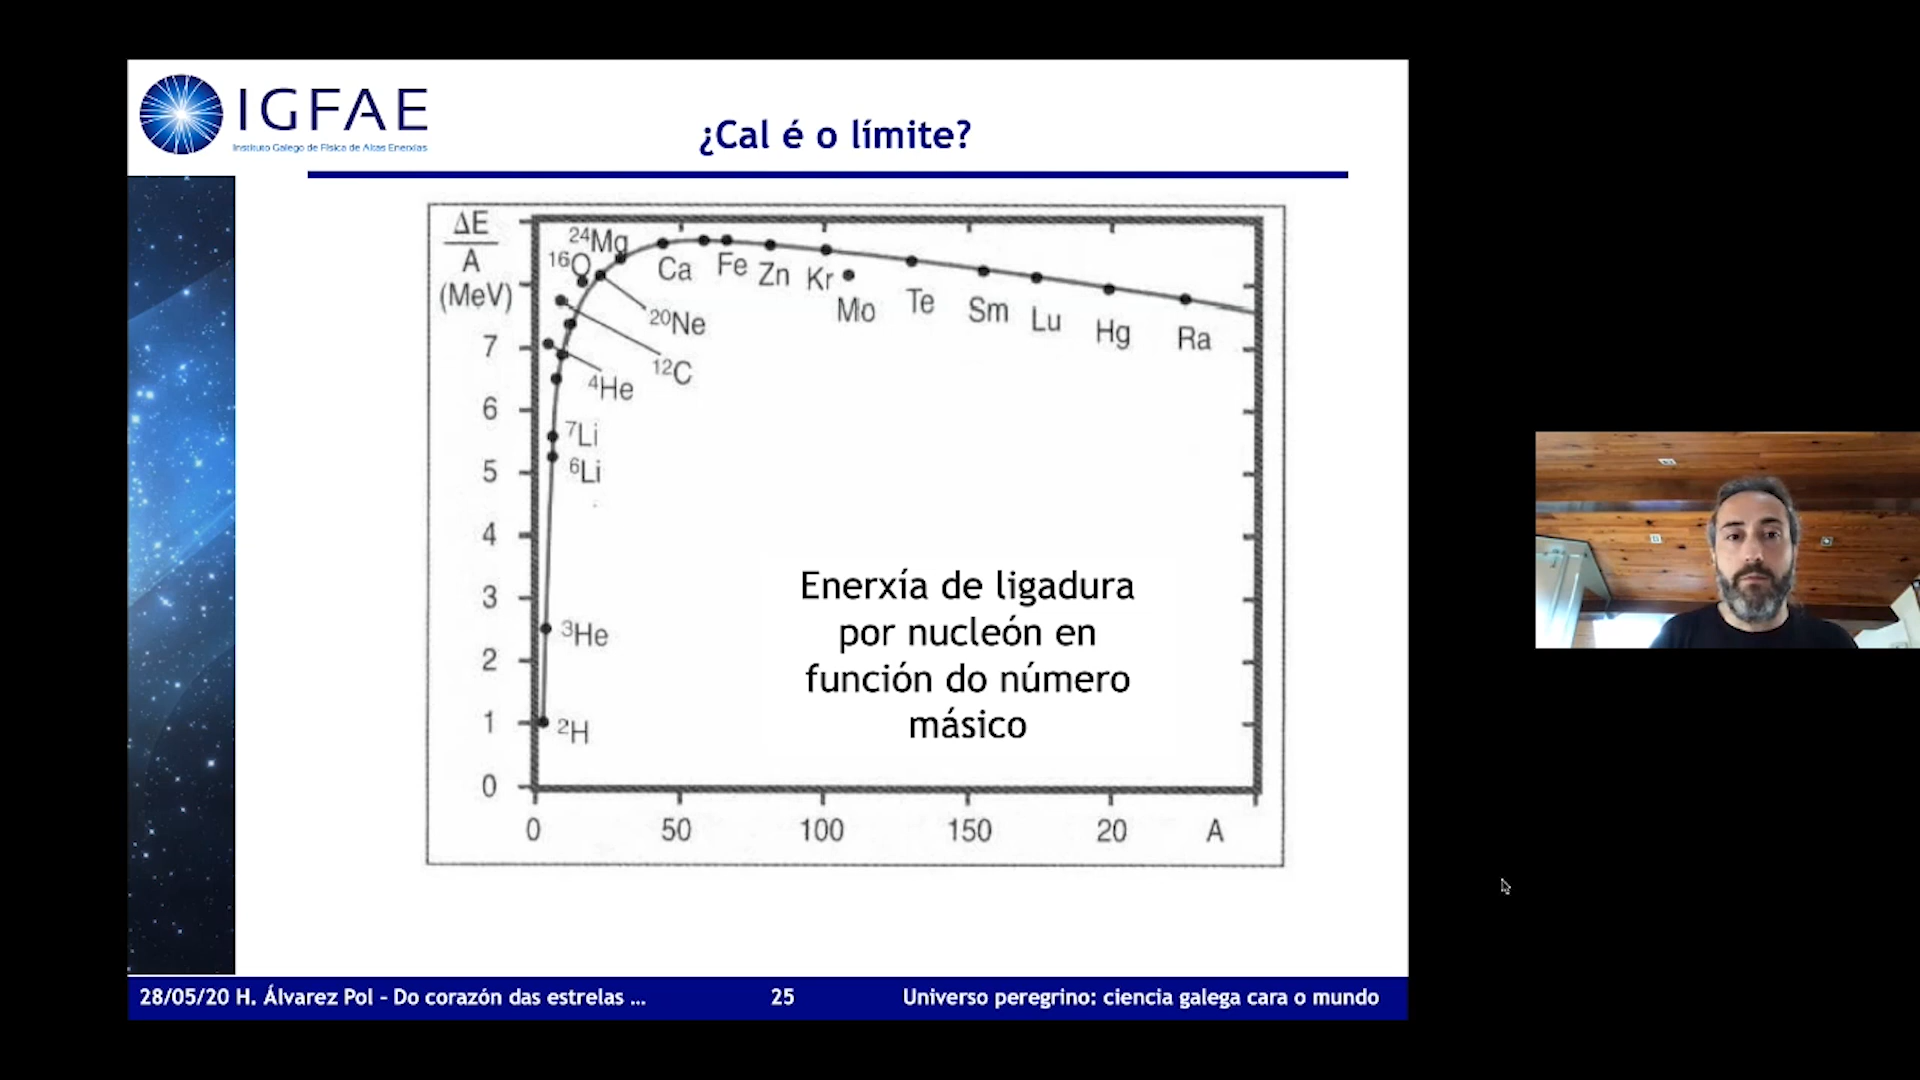 IGFAE
Instituto Galego de Física de Altas Enerxías
¿Cal é o límite?
ΔE
A
(MeV)
24Mg
16O
Ca
Fe
Zn
Kr
Mo
Te
Sm
Lu
Hg
Ra
20Ne
12C
4He
7Li
6Li
3He
2H
7
6
5
4
3
2
1
0
Enerxía de ligadura
por nucleón en
función do número
másico
0
50
100
150
20
A
28/05/20 H. Álvarez Pol - Do corazón das estrelas ...
25
Universo peregrino: ciencia galega cara o mundo